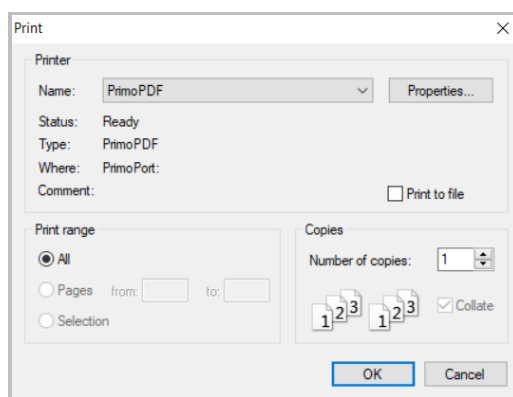 Print
Printer
Name: PrimoPDF Properties...
Status: Ready
Type: PrimoPDF
Where: PrimoPort:
Comment: Print to file
Print range
All
Pages from: to:
Selection
Copies
Number of copies: 1
1 2 3 1 2 3 Collate
OK Cancel